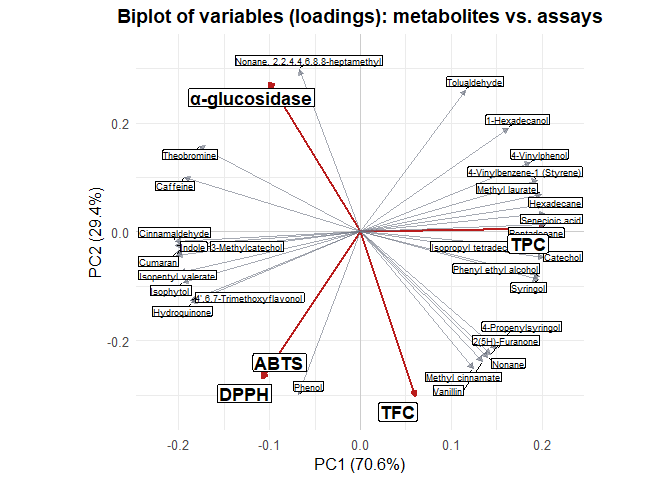 Biplot of variables (loadings): metabolites vs. assays
Nonane, 2,2,4,4,6,8,8-heptamethyl
α-glucosidase
Tolualdehyde
1-Hexadecanol
0.2
Theobromine
4-Vinylphenol
4-Vinylbenzene-1 (Styrene)
Caffeine
Methyl laurate
Hexadecane
Senecioic acid
PC2 (29.4%)
0.0
Cinnamaldehyde
Pentadecane
TPC
Indole
3-Methylcatechol
Isopropyl tetradec
Cumaran
Catechol
Isopentyl valerate
Phenyl ethyl alcohol
Isophytol
Syringol
4',6,7-Trimethoxyflavonol
Hydroquinone
4-Propenylsyringol
-0.2
2(5H)-Furanone
ABTS
Nonane
Methyl cinnamate
DPPH
Phenol
Vanillin
TFC
-0.2 -0.1 0.0 0.1 0.2
PC1 (70.6%)